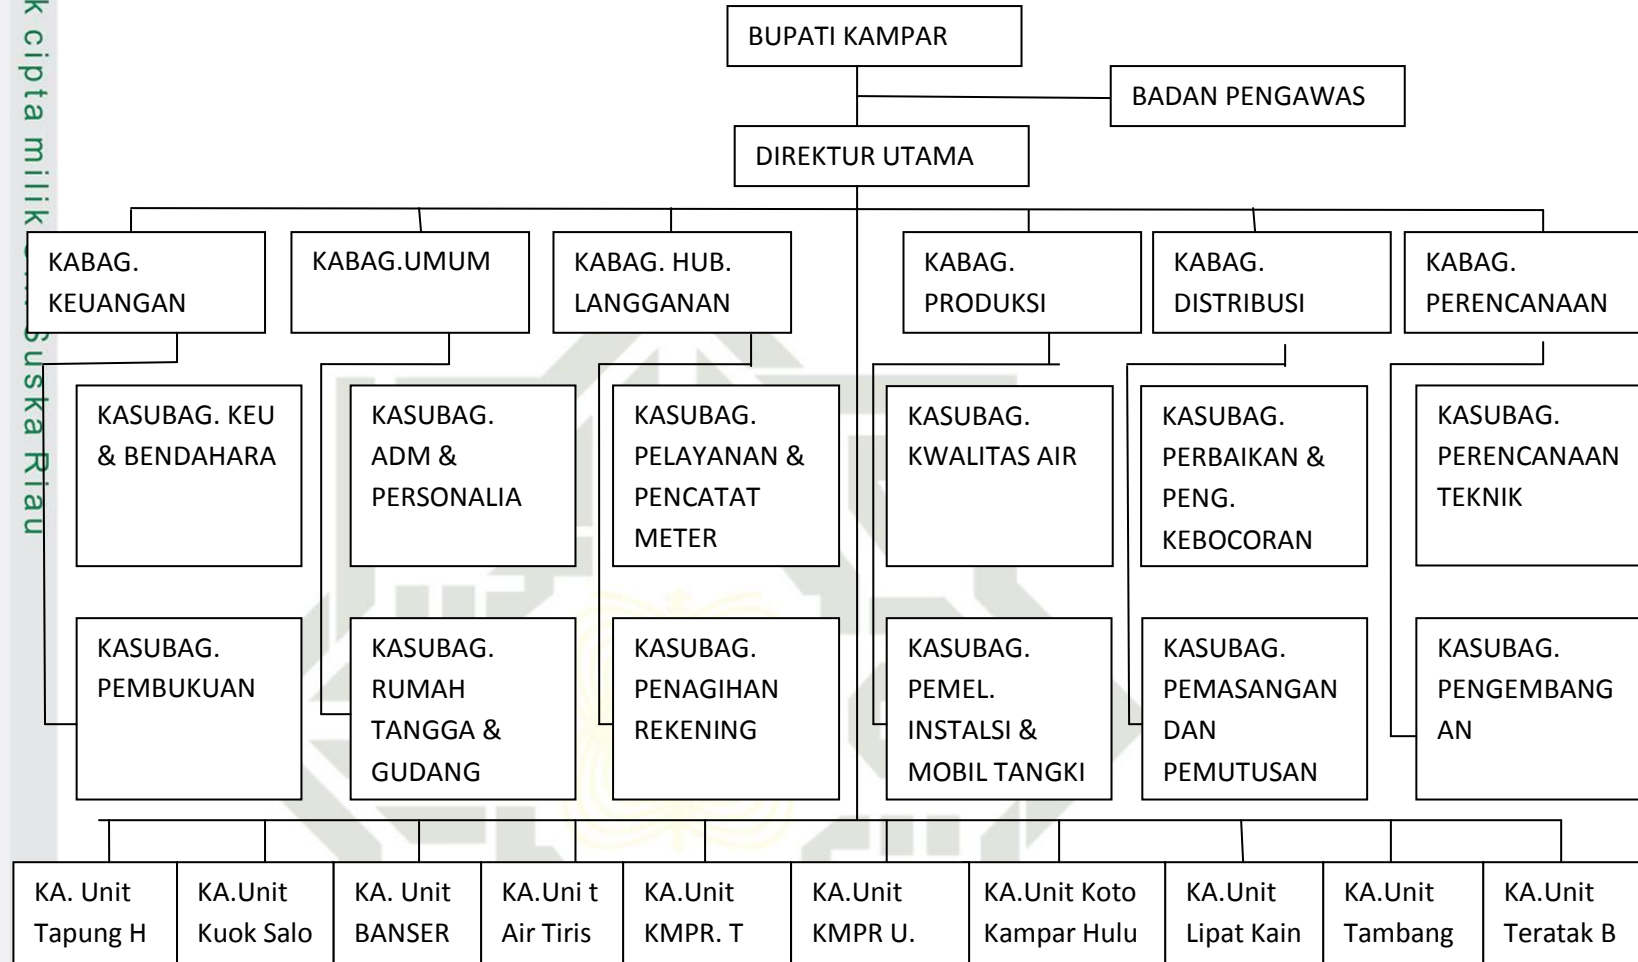 k cipta milik
Suska Riau
BUPATI KAMPAR
BADAN PENGAWAS
DIREKTUR UTAMA
KABAG.
KEUANGAN
KABAG.UMUM
KABAG. HUB.
LANGGANAN
KABAG.
PRODUKSI
KABAG.
DISTRIBUSI
KABAG.
PERENCANAAN
KASUBAG. KEU
& BENDAHARA
KASUBAG.
ADM &
PERSONALIA
KASUBAG.
PELAYANAN &
PENCATAT
METER
KASUBAG.
KWALITAS AIR
KASUBAG.
PERBAIKAN &
PENG.
KEBOCORAN
KASUBAG.
PERENCANAAN
TEKNIK
KASUBAG.
PEMBUKUAN
KASUBAG.
RUMAH
TANGGA &
GUDANG
KASUBAG.
PENAGIHAN
REKENING
KASUBAG.
PEMEL.
INSTALSI &
MOBIL TANGKI
KASUBAG.
PEMASANGAN
DAN
PEMUTUSAN
KASUBAG.
PENGEMBANG
AN
KA. Unit
Tapung H
KA.Unit
Kuok Salo
KA. Unit
BANSER
KA.Uni t
Air Tiris
KA.Unit
KMPR. T
KA.Unit
KMPR U.
KA.Unit Koto
Kampar Hulu
KA.Unit
Lipat Kain
KA.Unit
Tambang
KA.Unit
Teratak B